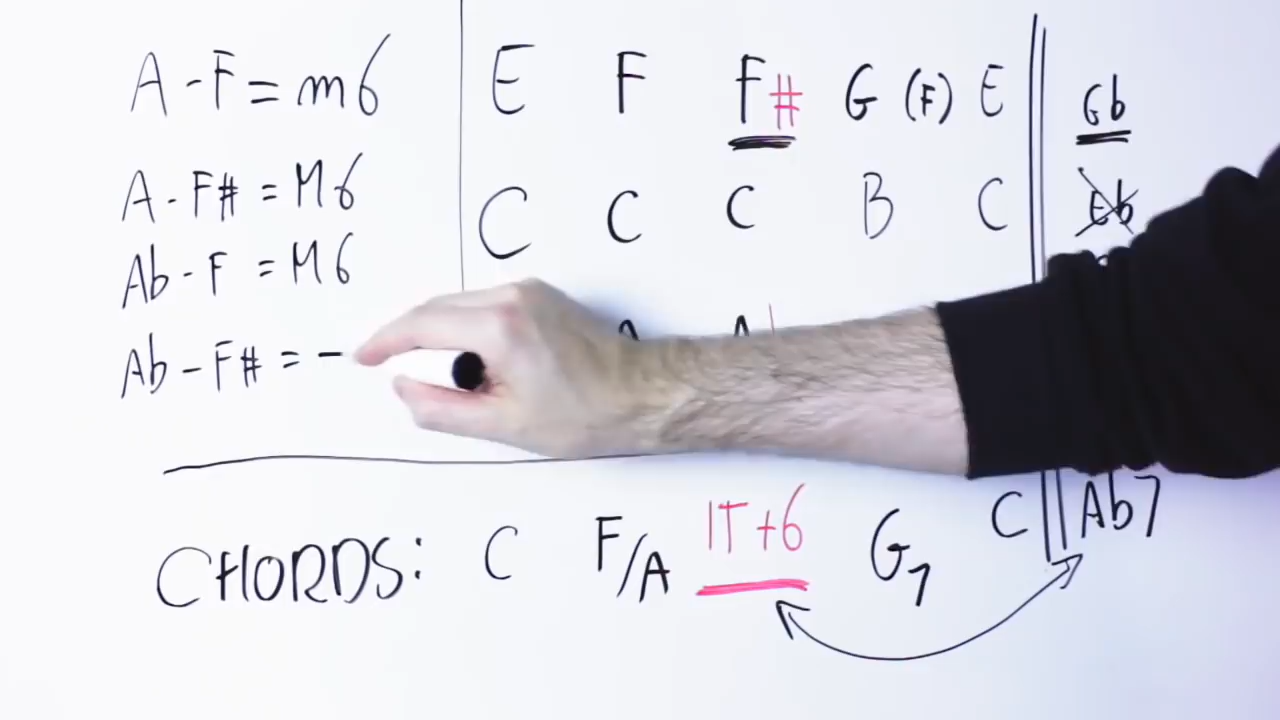 A - F = m6
A - F# = M6
Ab - F = M6
Ab - F# =
E F F# G (F) E
C C C B C
Gb
Eb
CHORDS: C F/A IT+6 G7 C Ab7